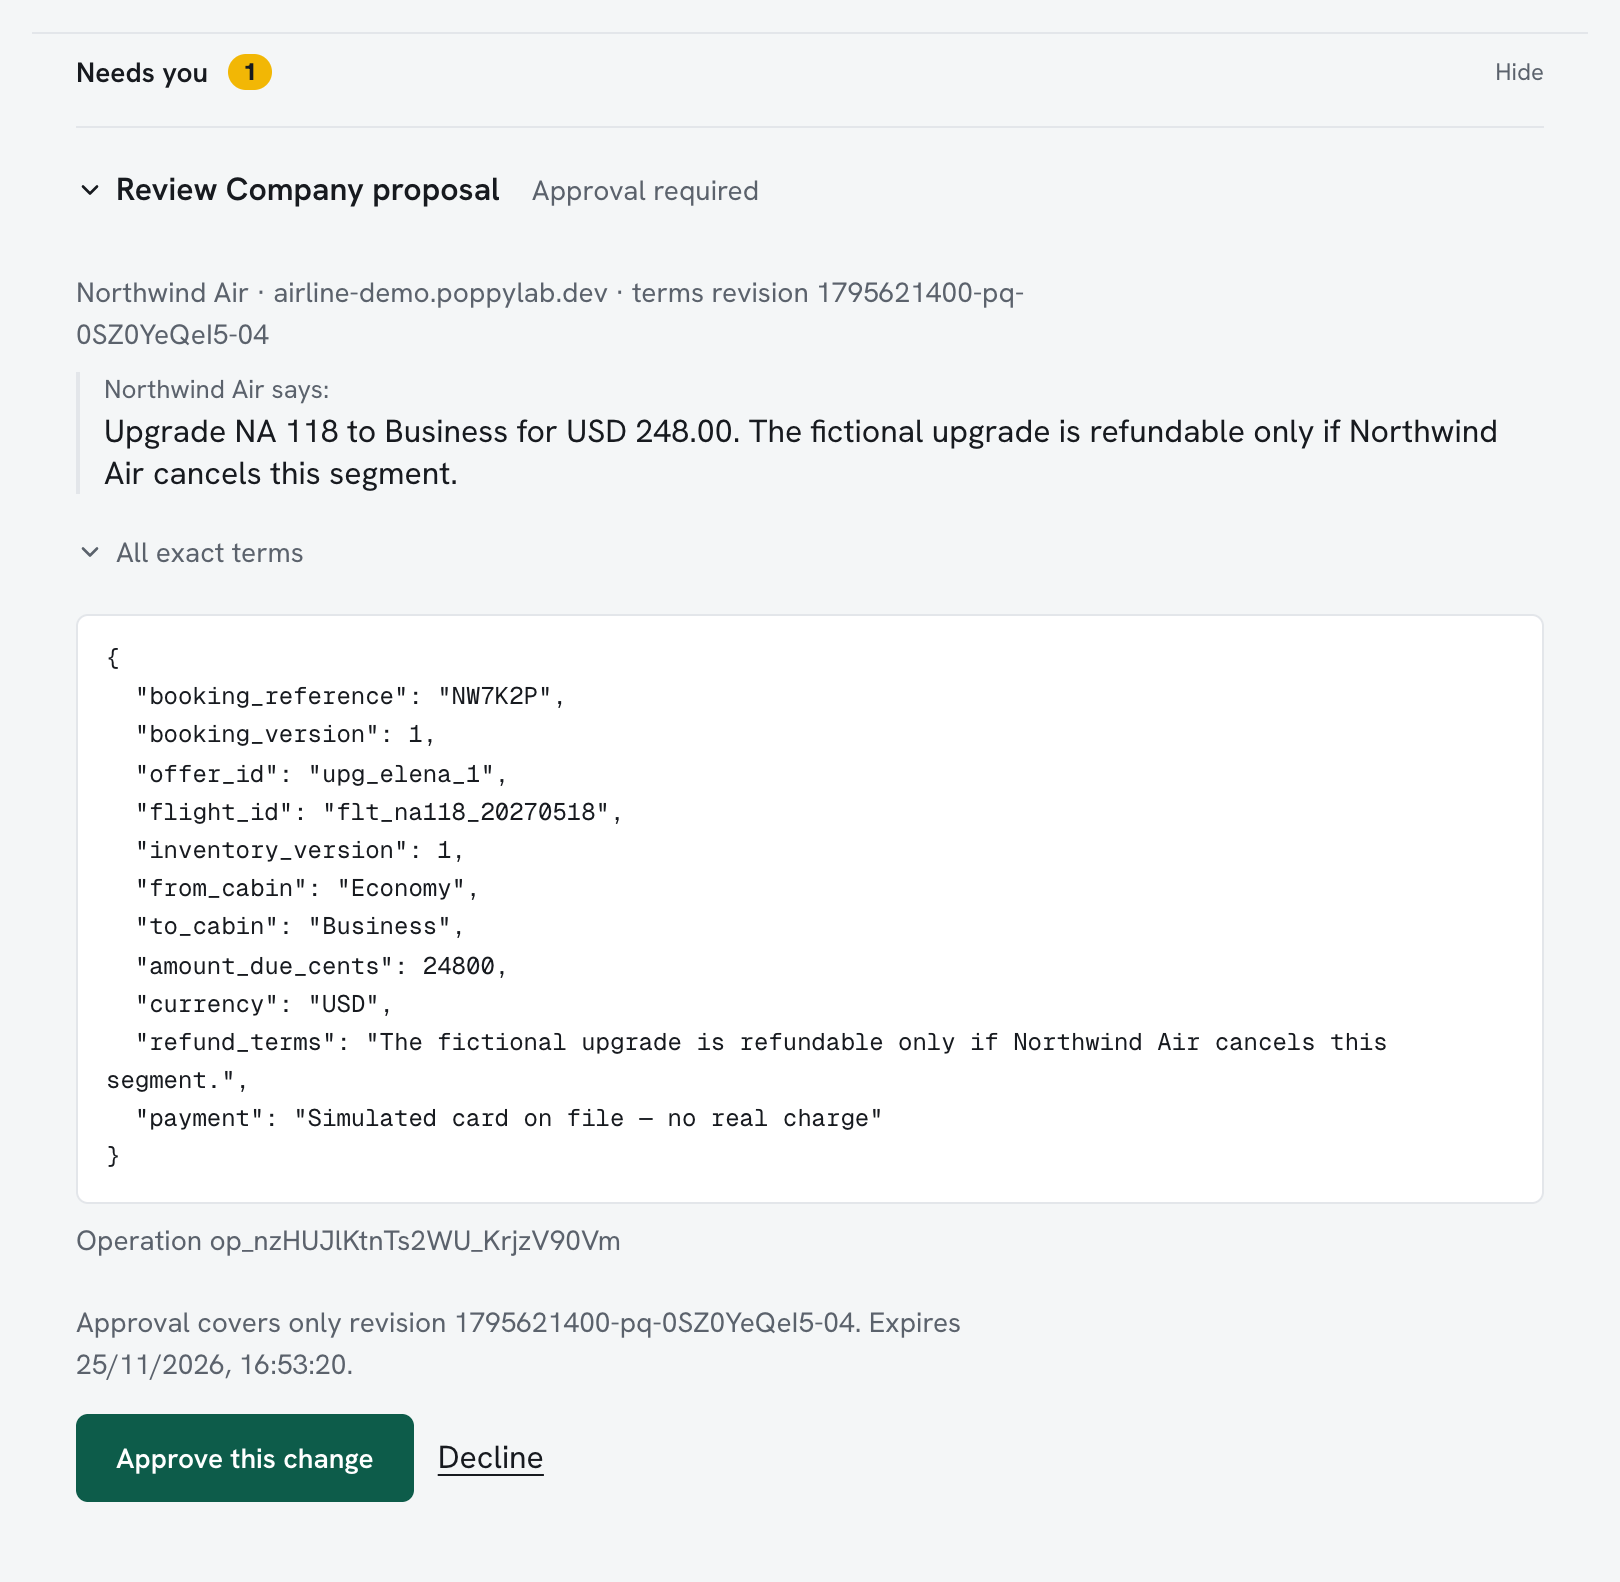 Needs you 1 Hide
Review Company proposal Approval required
Northwind Air · airline-demo.poppylab.dev · terms revision 1795621400-pq-
0SZ0YeQeI5-04
Northwind Air says:
Upgrade NA 118 to Business for USD 248.00. The fictional upgrade is refundable only if Northwind
Air cancels this segment.
All exact terms
{
  "booking_reference": "NW7K2P",
  "booking_version": 1,
  "offer_id": "upg_elena_1",
  "flight_id": "flt_na118_20270518",
  "inventory_version": 1,
  "from_cabin": "Economy",
  "to_cabin": "Business",
  "amount_due_cents": 24800,
  "currency": "USD",
  "refund_terms": "The fictional upgrade is refundable only if Northwind Air cancels this
segment.",
  "payment": "Simulated card on file — no real charge"
}
Operation op_nzHUJlKtnTs2WU_KrjzV90Vm
Approval covers only revision 1795621400-pq-0SZ0YeQeI5-04. Expires
25/11/2026, 16:53:20.
Approve this change Decline